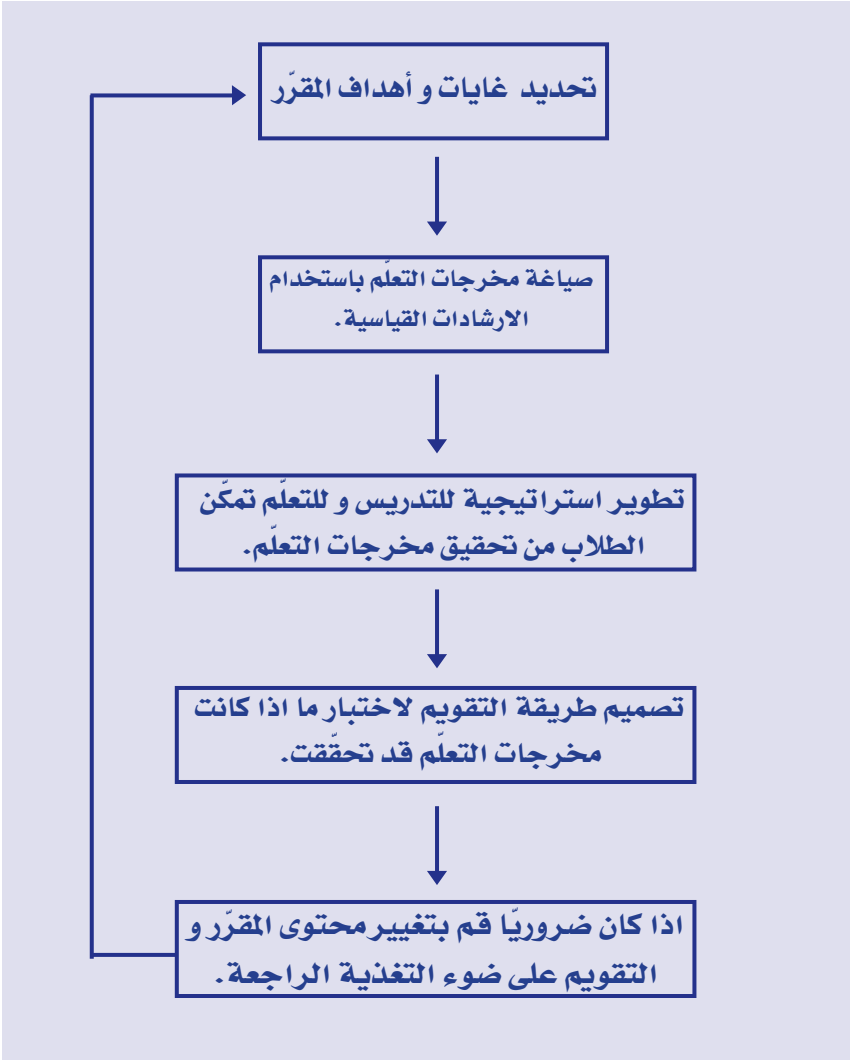 تحديد غايات و أهداف المقرّر
صياغة مخرجات التعلّم باستخدام
الارشادات القياسية.
تطوير استراتيجية للتدريس و للتعلّم تمكّن
الطلاب من تحقيق مخرجات التعلّم.
تصميم طريقة التقويم لاختبار ما اذا كانت
مخرجات التعلّم قد تحقّقت.
اذا كان ضروريّا قم بتغيير محتوى المقرّر و
التقويم على ضوء التغذية الراجعة.